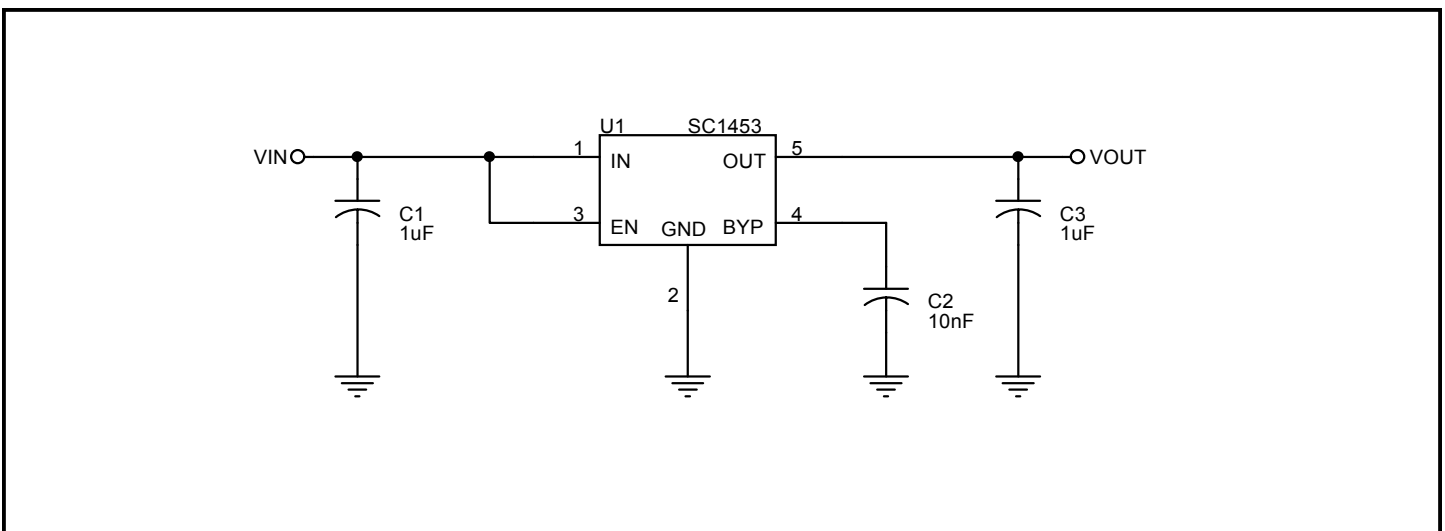 U1 SC1453
VIN 1 IN OUT 5 VOUT
C1
1uF
3 EN GND BYP 4
C3
1uF
2
C2
10nF